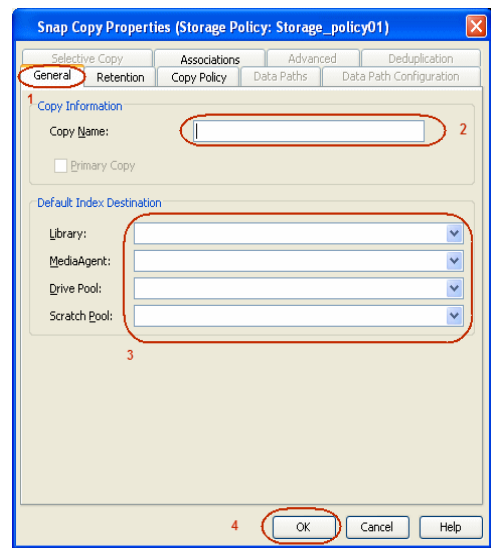 Snap Copy Properties (Storage Policy: Storage_policy01)
Selective Copy Associations Advanced Deduplication
General Retention Copy Policy Data Paths Data Path Configuration
1
Copy Information
Copy Name: 2
Primary Copy
Default Index Destination
Library:
MediaAgent:
Drive Pool:
Scratch Pool:
3
4 OK Cancel Help